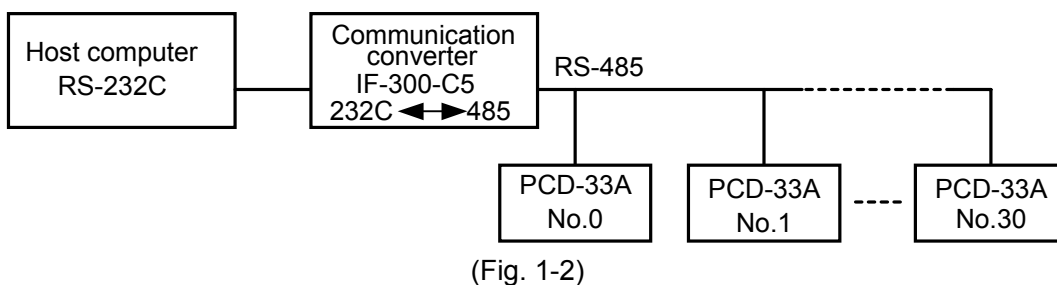 Host computer
RS-232C
Communication
converter
IF-300-C5
232C 485
RS-485
PCD-33A
No.0
PCD-33A
No.1
PCD-33A
No.30
(Fig. 1-2)